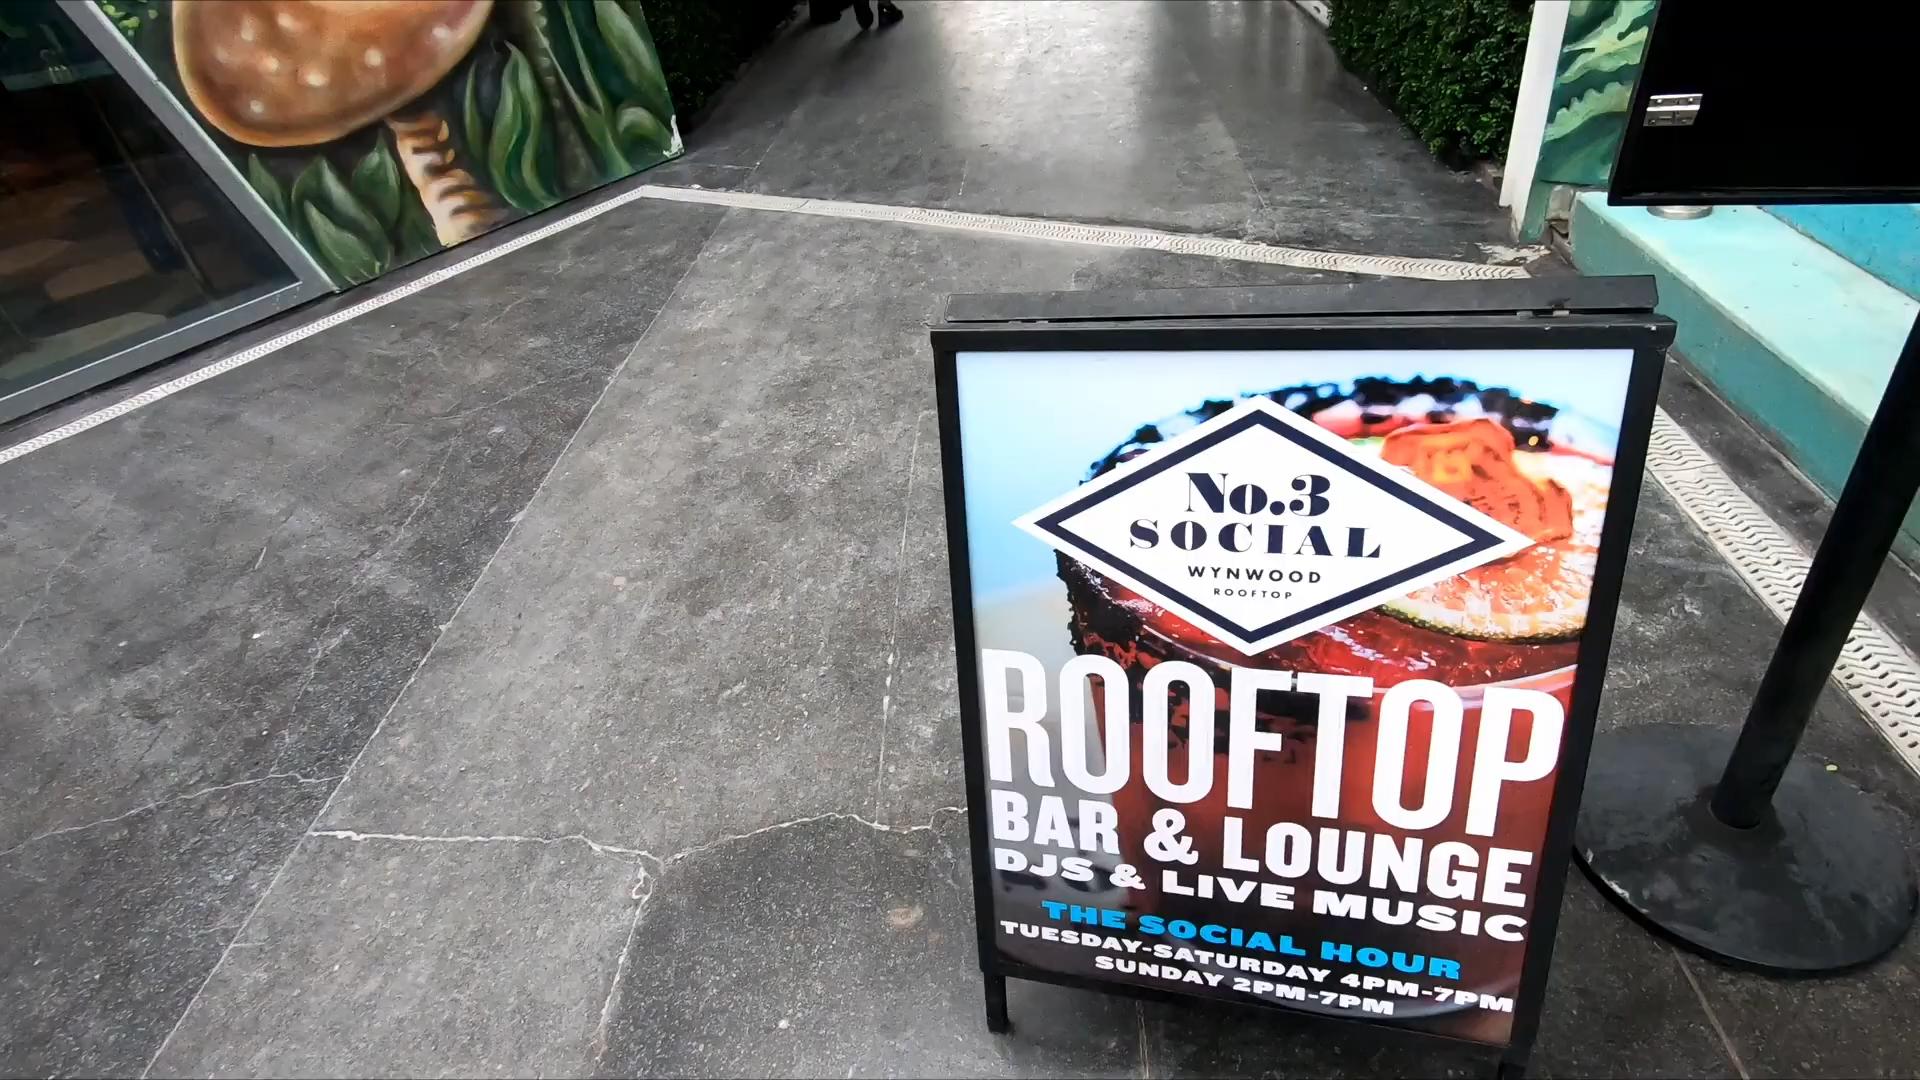 No.3
SOCIAL
WYNWOOD
ROOFTOP
ROOFTOP
BAR & LOUNGE
DJS & LIVE MUSIC
THE SOCIAL HOUR
TUESDAY-SATURDAY 4PM-7PM
SUNDAY 2PM-7PM